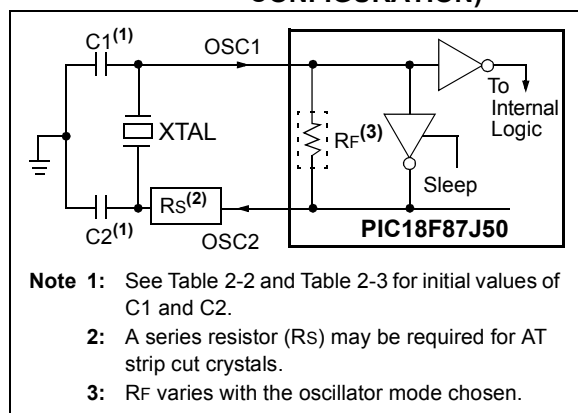 CONFIGURATION)
C1(1)
OSC1
To
Internal
Logic
XTAL
RF(3)
Sleep
C2(1)
RS(2)
OSC2
PIC18F87J50
Note 1: See Table 2-2 and Table 2-3 for initial values of
C1 and C2.
2: A series resistor (RS) may be required for AT
strip cut crystals.
3: RF varies with the oscillator mode chosen.